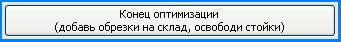 Конец оптимизации
(добавь обрезки на склад, освободи стойки)